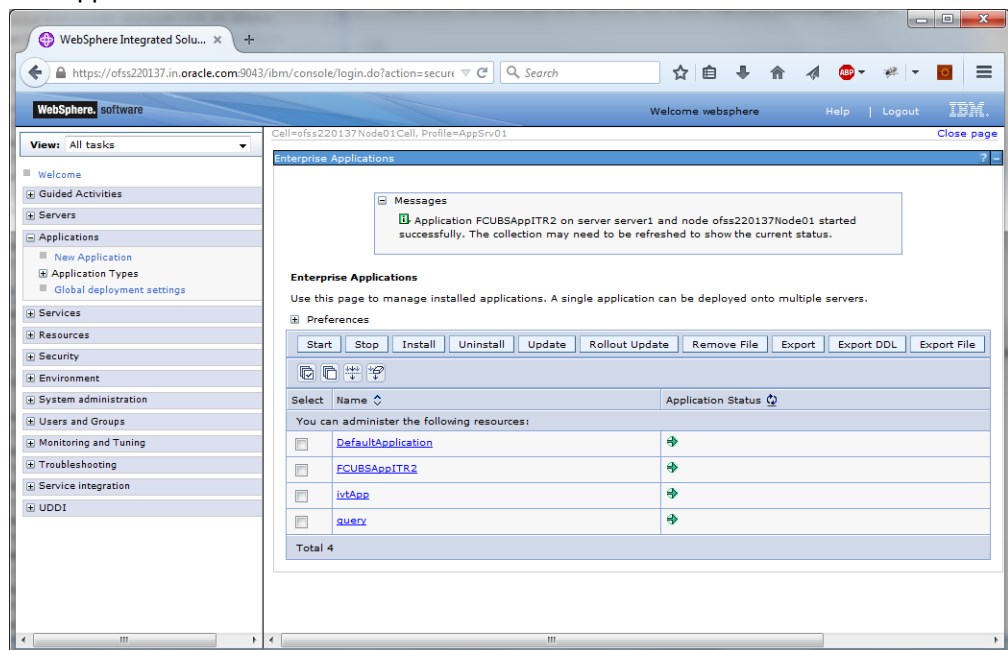 WebSphere Integrated Solu... × +
https://ofss220137.in.oracle.com:9043/ibm/console/login.do?action=secure
Search
ABP
WebSphere. software
Welcome websphere
Help | Logout
IBM.
View: All tasks
Welcome
Guided Activities
Servers
Applications
New Application
Application Types
Global deployment settings
Services
Resources
Security
Environment
System administration
Users and Groups
Monitoring and Tuning
Troubleshooting
Service integration
UDDI
Cell=ofss220137Node01Cell, Profile=AppSrv01
Close page
Enterprise Applications
? -
Messages
Application FCUBSAppITR2 on server server1 and node ofss220137Node01 started
successfully. The collection may need to be refreshed to show the current status.
Enterprise Applications
Use this page to manage installed applications. A single application can be deployed onto multiple servers.
Preferences
Start Stop Install Uninstall Update Rollout Update Remove File Export Export DDL Export File
Select Name Application Status
You can administer the following resources:
DefaultApplication
FCUBSAppITR2
ivtApp
query
Total 4